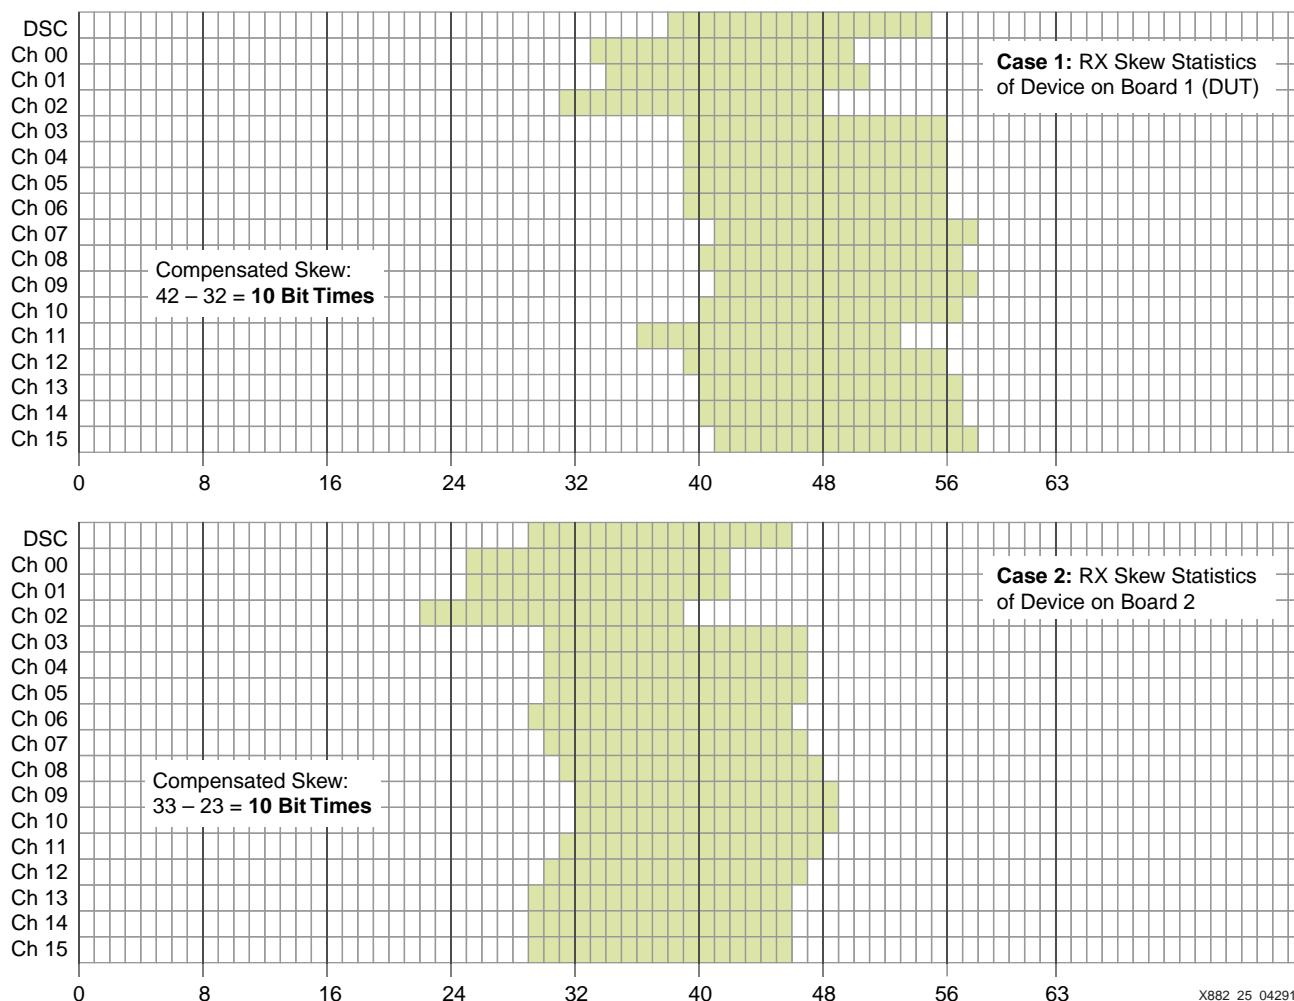 DSC
Ch 00
Ch 01
Ch 02
Ch 03
Ch 04
Ch 05
Ch 06
Ch 07
Ch 08
Ch 09
Ch 10
Ch 11
Ch 12
Ch 13
Ch 14
Ch 15
Case 1: RX Skew Statistics
of Device on Board 1 (DUT)
Compensated Skew:
42 – 32 = 10 Bit Times
0 8 16 24 32 40 48 56 63
DSC
Ch 00
Ch 01
Ch 02
Ch 03
Ch 04
Ch 05
Ch 06
Ch 07
Ch 08
Ch 09
Ch 10
Ch 11
Ch 12
Ch 13
Ch 14
Ch 15
Case 2: RX Skew Statistics
of Device on Board 2
Compensated Skew:
33 – 23 = 10 Bit Times
0 8 16 24 32 40 48 56 63
X882_25_04291